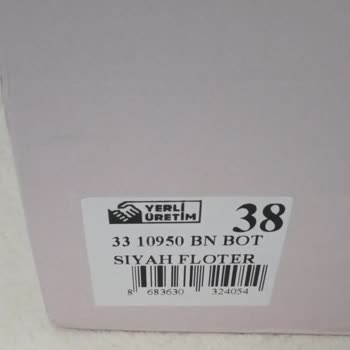 YERLİ
ÜRETİM
38
33 10950 BN BOT
SIYAH FLOTER
8 683630 324054